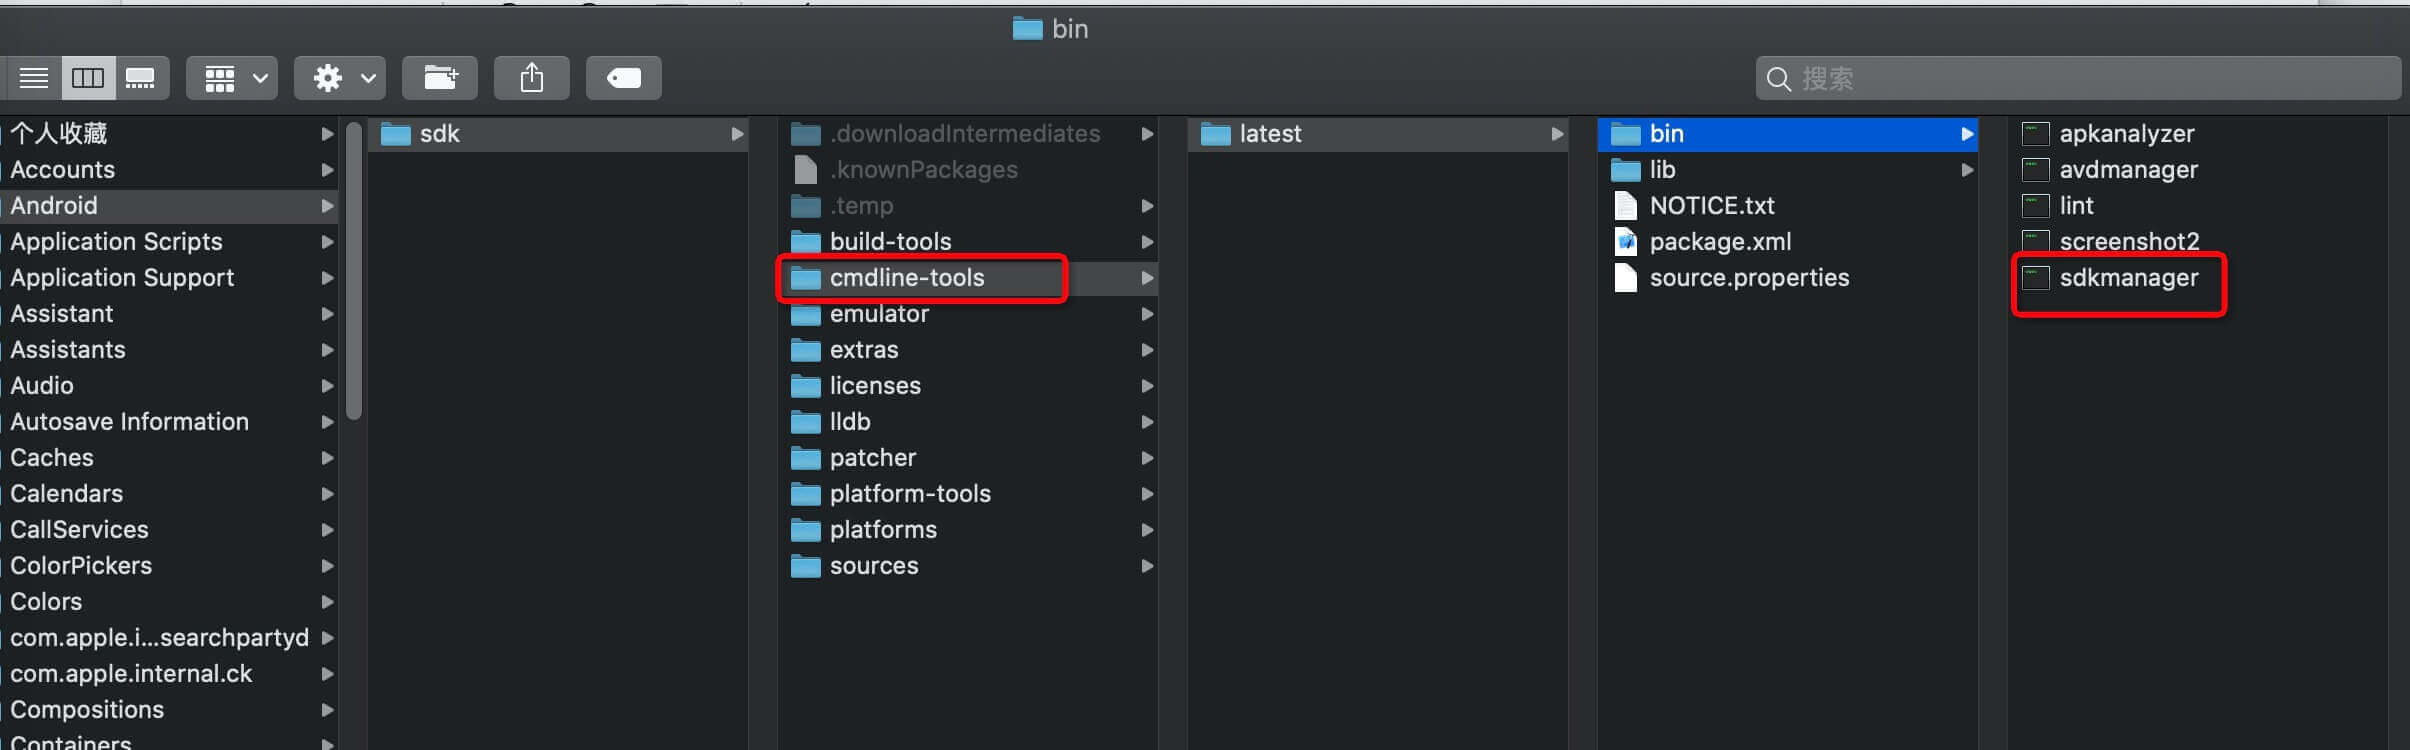 bin
搜索
个人收藏
Accounts
Android
Application Scripts
Application Support
Assistant
Assistants
Audio
Autosave Information
Caches
Calendars
CallServices
ColorPickers
Colors
com.apple.i...searchpartyd
com.apple.internal.ck
Compositions
Containers
sdk
.downloadIntermediates
.knownPackages
.temp
build-tools
cmdline-tools
emulator
extras
licenses
lldb
patcher
platform-tools
platforms
sources
latest
bin
lib
NOTICE.txt
package.xml
source.properties
apkanalyzer
avdmanager
lint
screenshot2
sdkmanager